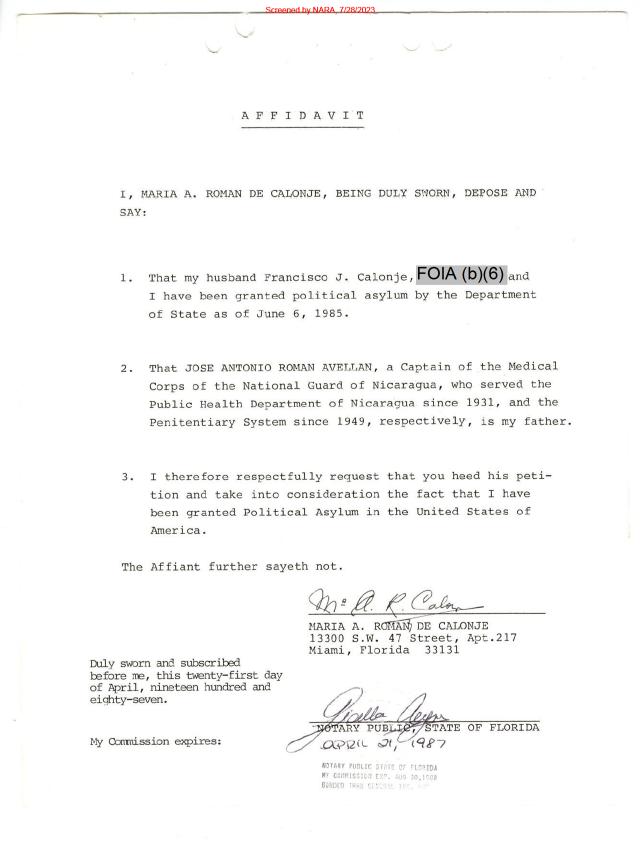 Screened by NARA, 7/28/2023
A F F I D A V I T
I, MARIA A. ROMAN DE CALONJE, BEING DULY SWORN, DEPOSE AND
SAY:
1. That my husband Francisco J. Calonje, FOIA (b)(6) and
I have been granted political asylum by the Department
of State as of June 6, 1985.
2. That JOSE ANTONIO ROMAN AVELLAN, a Captain of the Medical
Corps of the National Guard of Nicaragua, who served the
Public Health Department of Nicaragua since 1931, and the
Penitentiary System since 1949, respectively, is my father.
3. I therefore respectfully request that you heed his peti-
tion and take into consideration the fact that I have
been granted Political Asylum in the United States of
America.
The Affiant further sayeth not.
Mª A. R. Calonje
MARIA A. ROMAN DE CALONJE
13300 S.W. 47 Street, Apt.217
Miami, Florida 33131
Duly sworn and subscribed
before me, this twenty-first day
of April, nineteen hundred and
eighty-seven.
Gisella
NOTARY PUBLIC, STATE OF FLORIDA
My Commission expires:
APRIL 21, 1987
NOTARY PUBLIC STATE OF FLORIDA
MY COMMISSION EXP. AUG
BONDED THRU GENERAL INS.